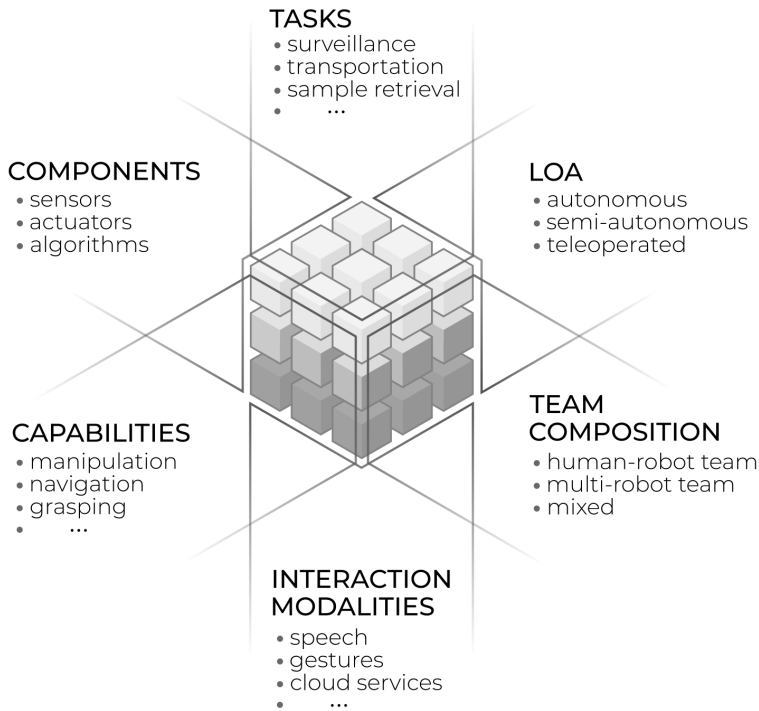 TASKS
• surveillance
• transportation
• sample retrieval
• ...
COMPONENTS
• sensors
• actuators
• algorithms
LOA
• autonomous
• semi-autonomous
• teleoperated
CAPABILITIES
• manipulation
• navigation
• grasping
• ...
TEAM
COMPOSITION
• human-robot team
• multi-robot team
• mixed
INTERACTION
MODALITIES
• speech
• gestures
• cloud services
• ...